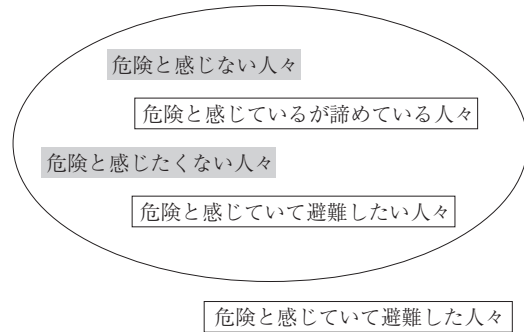 危険と感じない人々
危険と感じているが諦めている人々
危険と感じたくない人々
危険と感じていて避難したい人々
危険と感じていて避難した人々